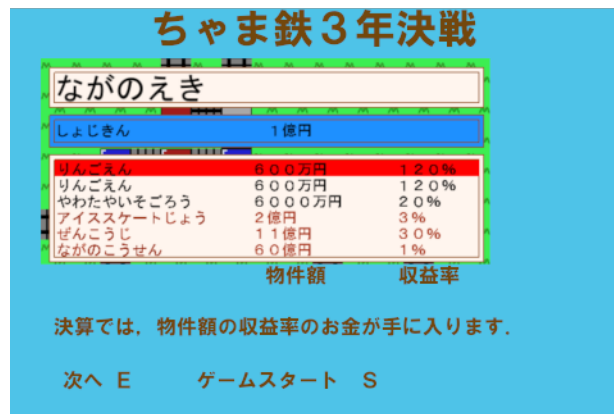 ちゃま鉄３年決戦
ながのえき
しょじきん　１億円
りんごえん　６００万円　１２０%
りんごえん　６００万円　１２０%
やわたやいそごろう　６０００万円　２０%
アイススケートじょう　２億円　３%
ぜんこうじ　１１億円　３０%
ながのこうせん　６０億円　１%
物件額　収益率
決算では，物件額の収益率のお金が手に入ります．
次へ　E　ゲームスタート　S